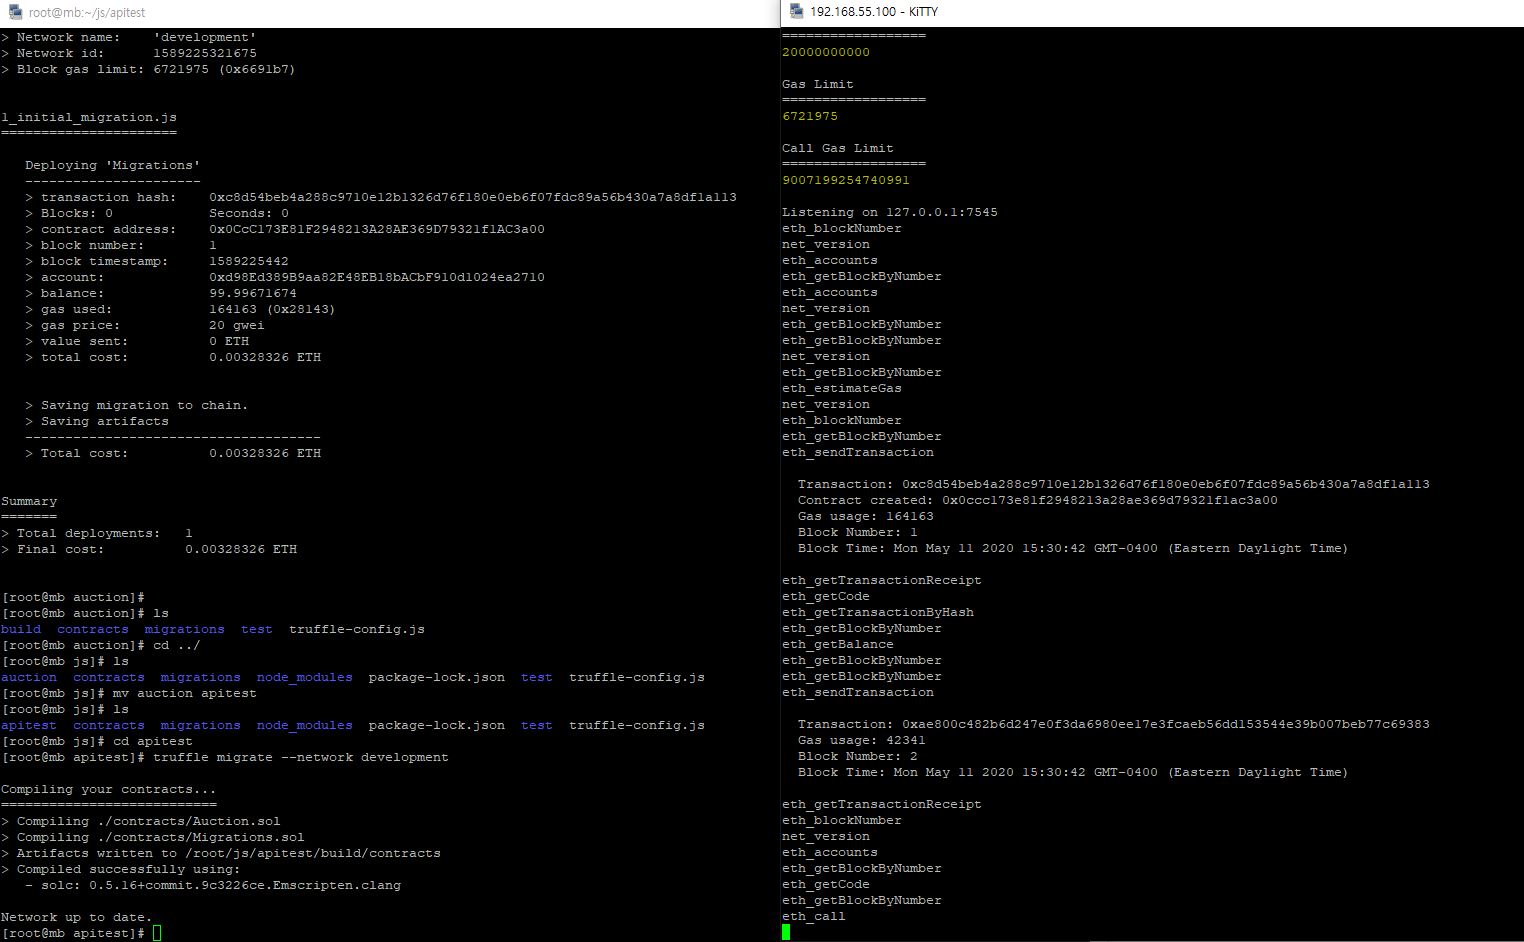 root@mb:~/js/apitest
> Network name:    'development'
> Network id:      1589225321675
> Block gas limit: 6721975 (0x6691b7)
1_initial_migration.js
======================
Deploying 'Migrations'
----------------------
> transaction hash:    0xc8d54beb4a288c9710e12b1326d76f180e0eb6f07fdc89a56b430a7a8df1a113
> Blocks: 0            Seconds: 0
> contract address:    0x0CcC173E81F2948213A28AE369D79321f1AC3a00
> block number:        1
> block timestamp:     1589225442
> account:             0xd98Ed389B9aa82E48EB18bACbF910d1024ea2710
> balance:             99.99671674
> gas used:            164163 (0x28143)
> gas price:           20 gwei
> value sent:          0 ETH
> total cost:          0.00328326 ETH
> Saving migration to chain.
> Saving artifacts
-------------------------------------
> Total cost:          0.00328326 ETH
Summary
=======
> Total deployments:   1
> Final cost:          0.00328326 ETH
[root@mb auction]#
[root@mb auction]# ls
build  contracts  migrations  test  truffle-config.js
[root@mb auction]# cd ../
[root@mb js]# ls
auction  contracts  migrations  node_modules  package-lock.json  test  truffle-config.js
[root@mb js]# mv auction apitest
[root@mb js]# ls
apitest  contracts  migrations  node_modules  package-lock.json  test  truffle-config.js
[root@mb js]# cd apitest
[root@mb apitest]# truffle migrate --network development
Compiling your contracts...
===========================
> Compiling ./contracts/Auction.sol
> Compiling ./contracts/Migrations.sol
> Artifacts written to /root/js/apitest/build/contracts
> Compiled successfully using:
- solc: 0.5.16+commit.9c3226ce.Emscripten.clang
Network up to date.
[root@mb apitest]#
192.168.55.100 - KiTTY
==================
20000000000
Gas Limit
==================
6721975
Call Gas Limit
==================
9007199254740991
Listening on 127.0.0.1:7545
eth_blockNumber
net_version
eth_accounts
eth_getBlockByNumber
eth_accounts
net_version
eth_getBlockByNumber
eth_getBlockByNumber
net_version
eth_getBlockByNumber
eth_estimateGas
net_version
eth_blockNumber
eth_getBlockByNumber
eth_sendTransaction
Transaction: 0xc8d54beb4a288c9710e12b1326d76f180e0eb6f07fdc89a56b430a7a8df1a113
Contract created: 0x0ccc173e81f2948213a28ae369d79321f1ac3a00
Gas usage: 164163
Block Number: 1
Block Time: Mon May 11 2020 15:30:42 GMT-0400 (Eastern Daylight Time)
eth_getTransactionReceipt
eth_getCode
eth_getTransactionByHash
eth_getBlockByNumber
eth_getBalance
eth_getBlockByNumber
eth_getBlockByNumber
eth_sendTransaction
Transaction: 0xae800c482b6d247e0f3da6980ee17e3fcaeb56dd153544e39b007beb77c69383
Gas usage: 42341
Block Number: 2
Block Time: Mon May 11 2020 15:30:42 GMT-0400 (Eastern Daylight Time)
eth_getTransactionReceipt
eth_blockNumber
net_version
eth_accounts
eth_getBlockByNumber
eth_getCode
eth_getBlockByNumber
eth_call